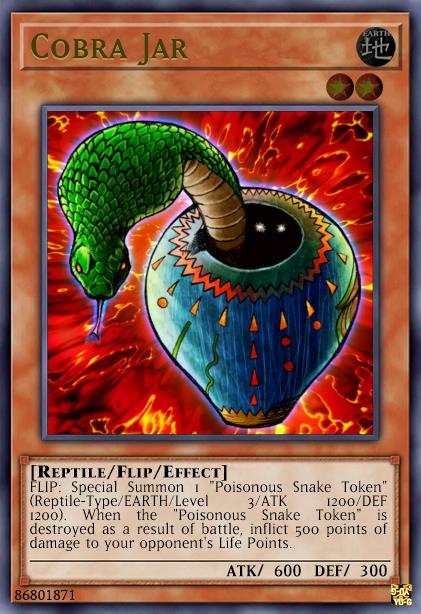 COBRA JAR
EARTH
地
[REPTILE/FLIP/EFFECT]
FLIP: Special Summon 1 "Poisonous Snake Token"
(Reptile-Type/EARTH/Level 3/ATK 1200/DEF
1200). When the "Poisonous Snake Token" is
destroyed as a result of battle, inflict 500 points of
damage to your opponent's Life Points.
ATK/ 600 DEF/ 300
86801871